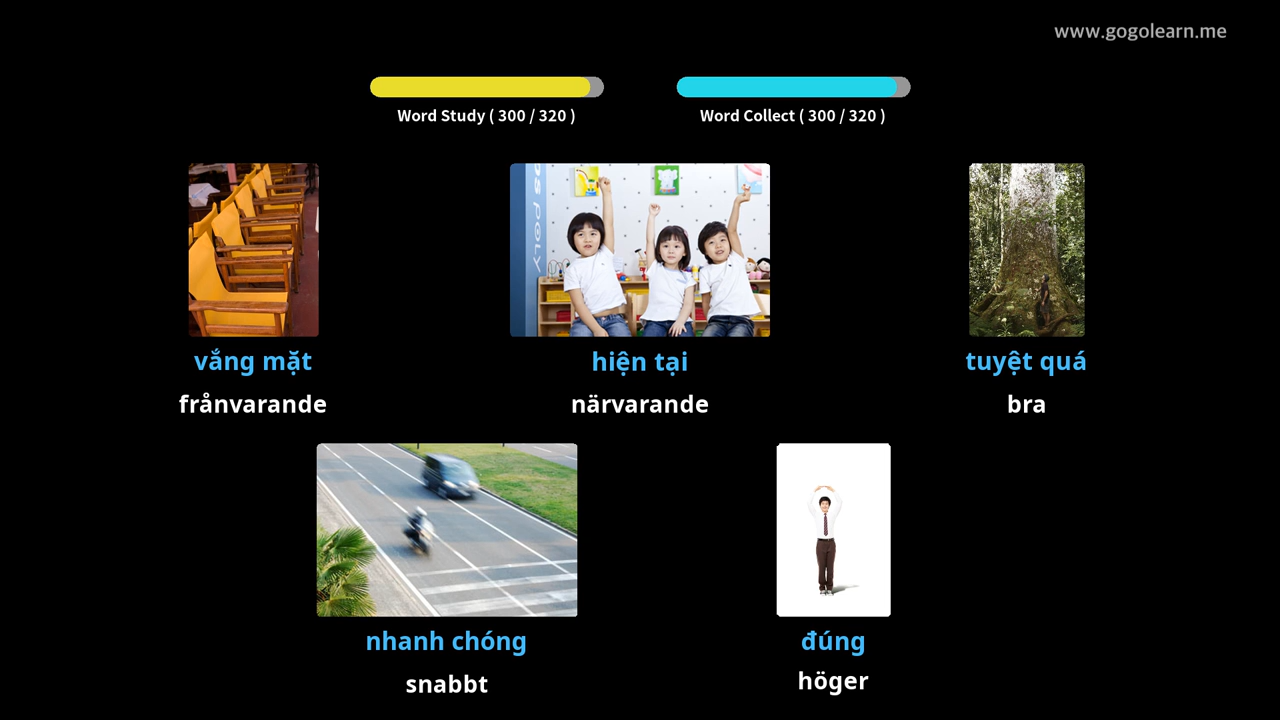 www.gogolearn.me
Word Study ( 300 / 320 )
Word Collect ( 300 / 320 )
vắng mặt
frånvarande
hiện tại
närvarande
tuyệt quá
bra
nhanh chóng
snabbt
đúng
höger